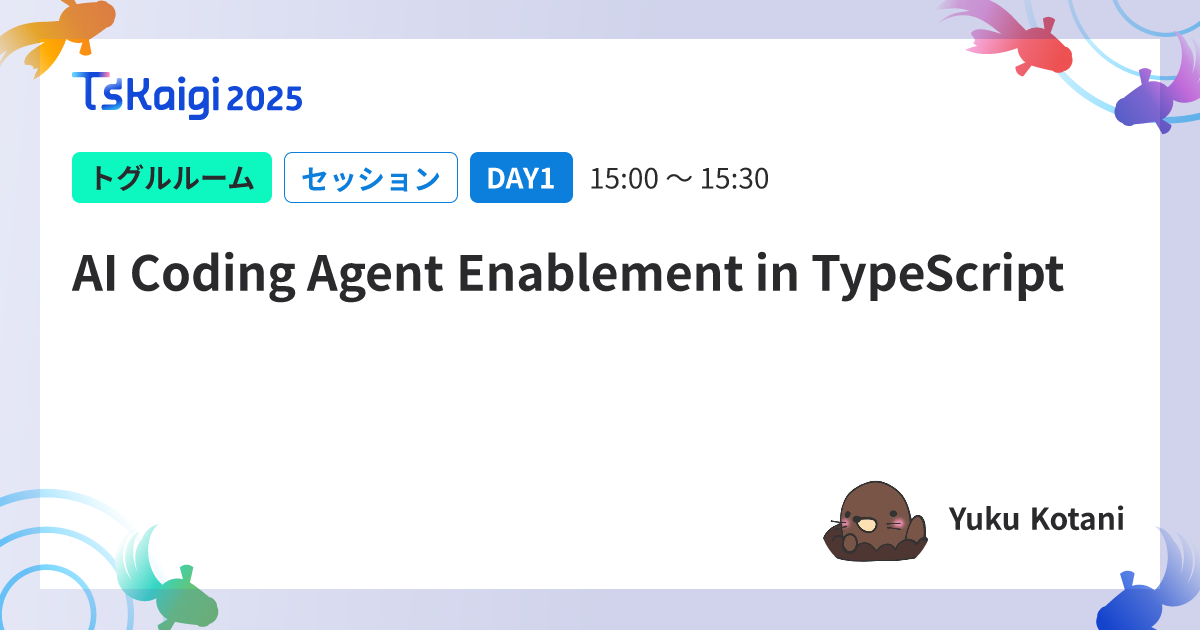 TsKaigi 2025
トグルルーム セッション DAY1 15:00 〜 15:30
AI Coding Agent Enablement in TypeScript
Yuku Kotani